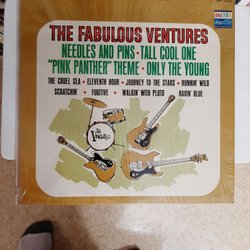 THE FABULOUS VENTURES
NEEDLES AND PINS • TALL COOL ONE
"PINK PANTHER" THEME • ONLY THE YOUNG
THE CRUEL SEA • ELEVENTH HOUR • JOURNEY TO THE STARS • RUNNIN' WILD
SCRATCHIN' • FUGITIVE • WALKIN WITH PLUTO • RAVIN' BLUE
THE
VENTURES